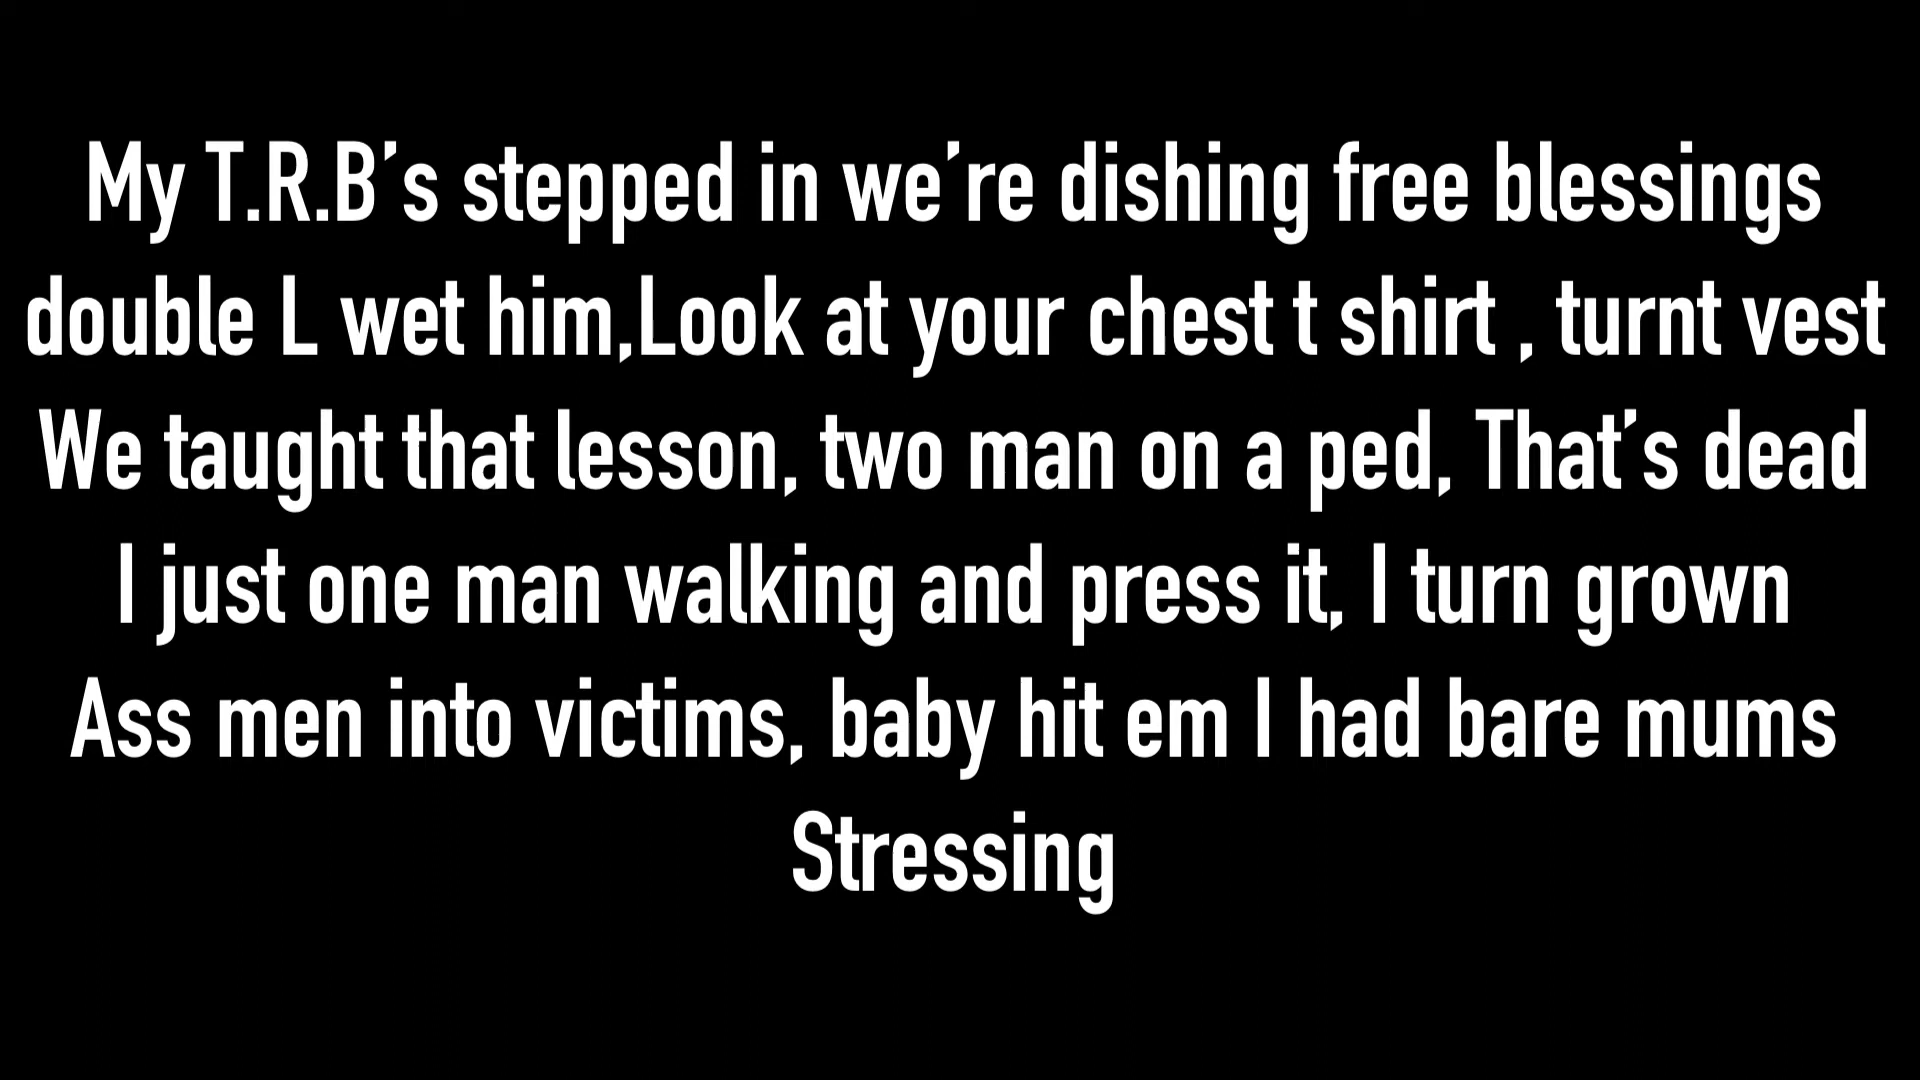 My T.R.B’s stepped in we’re dishing free blessings
double L wet him,Look at your chest t shirt , turnt vest
We taught that lesson, two man on a ped, That’s dead
I just one man walking and press it, I turn grown
Ass men into victims, baby hit em I had bare mums
Stressing